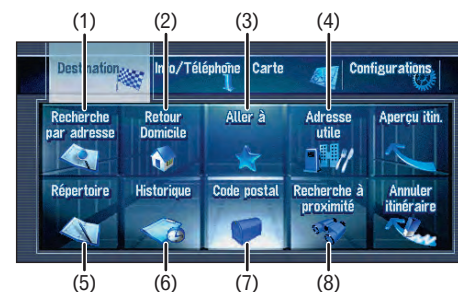 (1) (2) (3) (4)
Destination Info/Téléphone Carte Configurations
Recherche par adresse
Retour Domicile
Aller à
Adresse utile
Aperçu itin.
Répertoire
Historique
Code postal
Recherche à proximité
Annuler itinéraire
(5) (6) (7) (8)